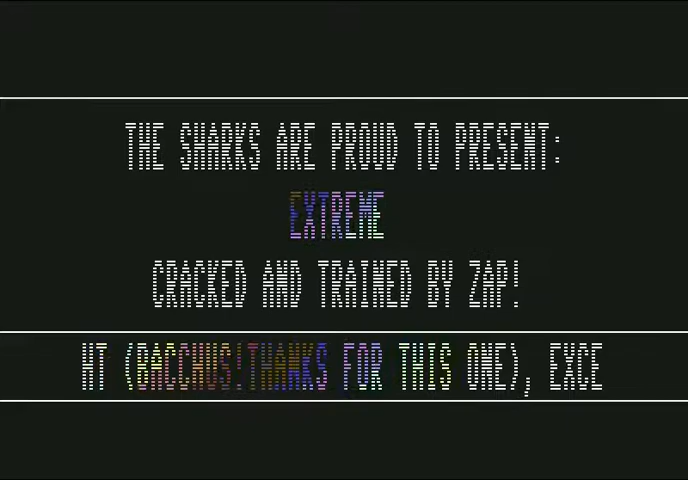 THE SHARKS ARE PROUD TO PRESENT:
EXTREME
CRACKED AND TRAINED BY ZAP!
HT (BACCHUS!THANKS FOR THIS ONE), EXCE